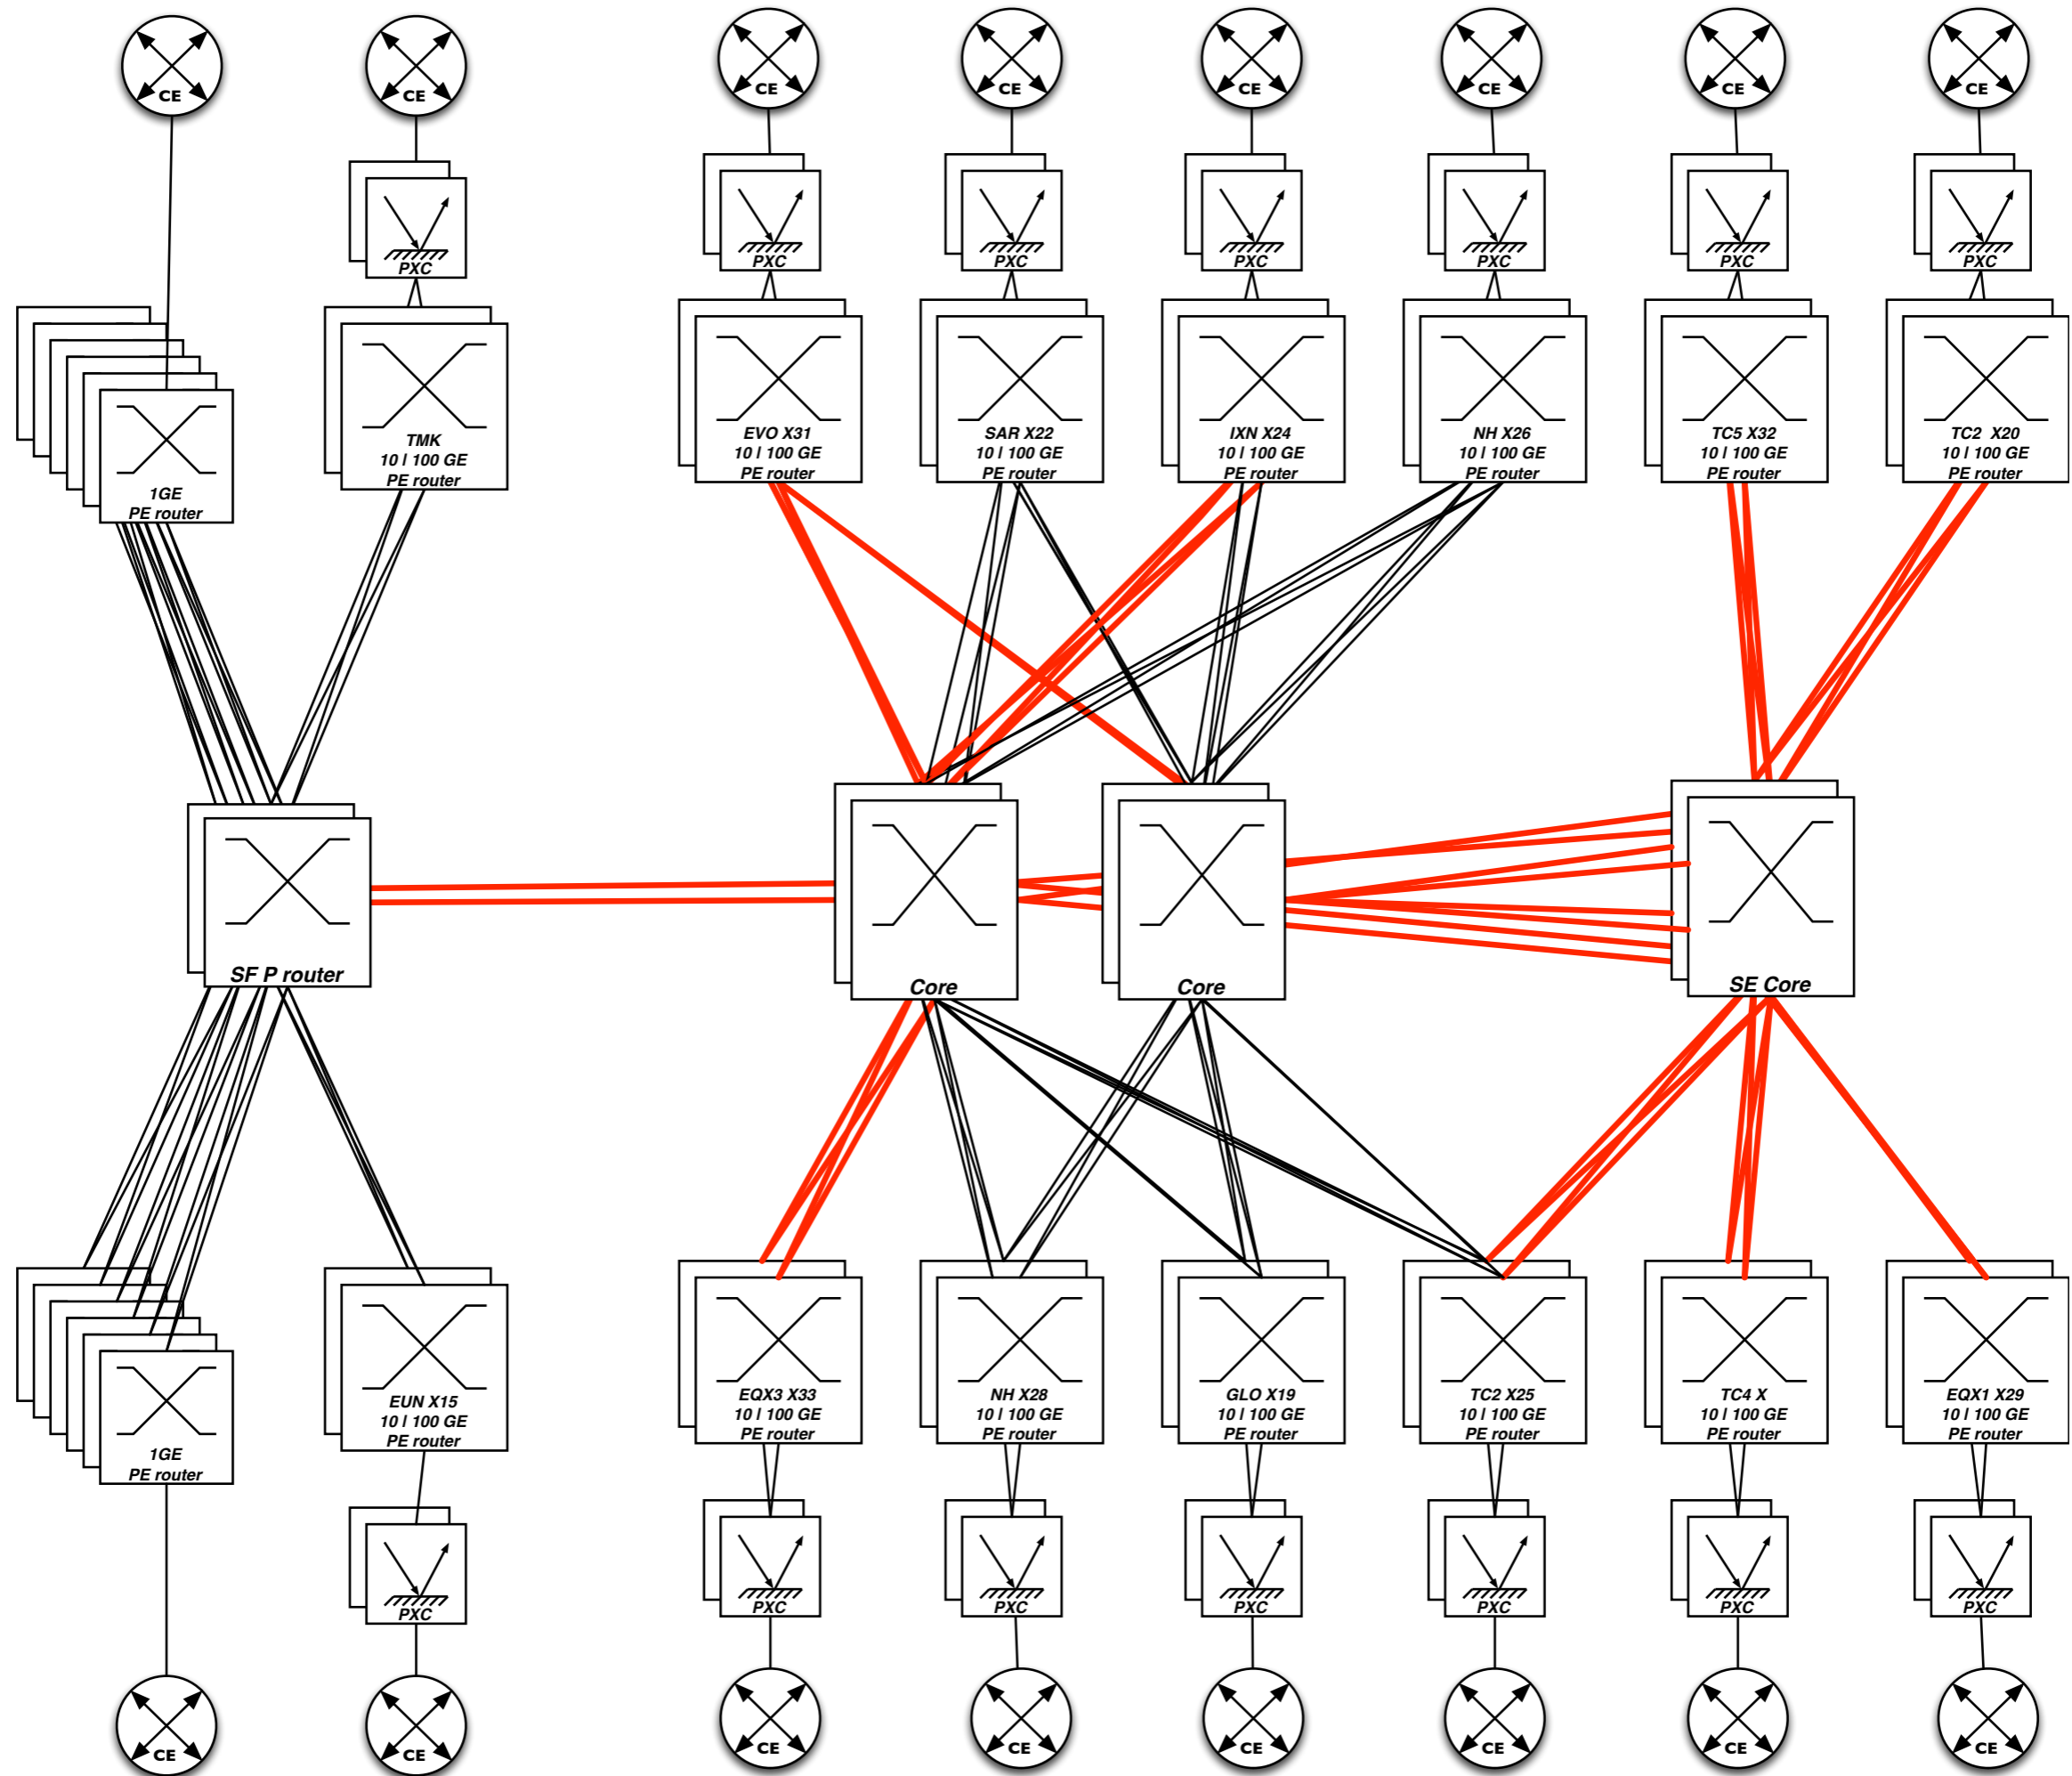 CE
CE
CE
CE
CE
CE
CE
CE
PXC
PXC
PXC
PXC
PXC
PXC
PXC
1GE
PE router
TMK
10 / 100 GE
PE router
EVO X31
10 / 100 GE
PE router
SAR X22
10 / 100 GE
PE router
IXN X24
10 / 100 GE
PE router
NH X26
10 / 100 GE
PE router
TC5 X32
10 / 100 GE
PE router
TC2 X20
10 / 100 GE
PE router
SF P router
Core
Core
SE Core
1GE
PE router
EUN X15
10 / 100 GE
PE router
EQX3 X33
10 / 100 GE
PE router
NH X28
10 / 100 GE
PE router
GLO X19
10 / 100 GE
PE router
TC2 X25
10 / 100 GE
PE router
TC4 X
10 / 100 GE
PE router
EQX1 X29
10 / 100 GE
PE router
PXC
PXC
PXC
PXC
PXC
PXC
PXC
CE
CE
CE
CE
CE
CE
CE
CE